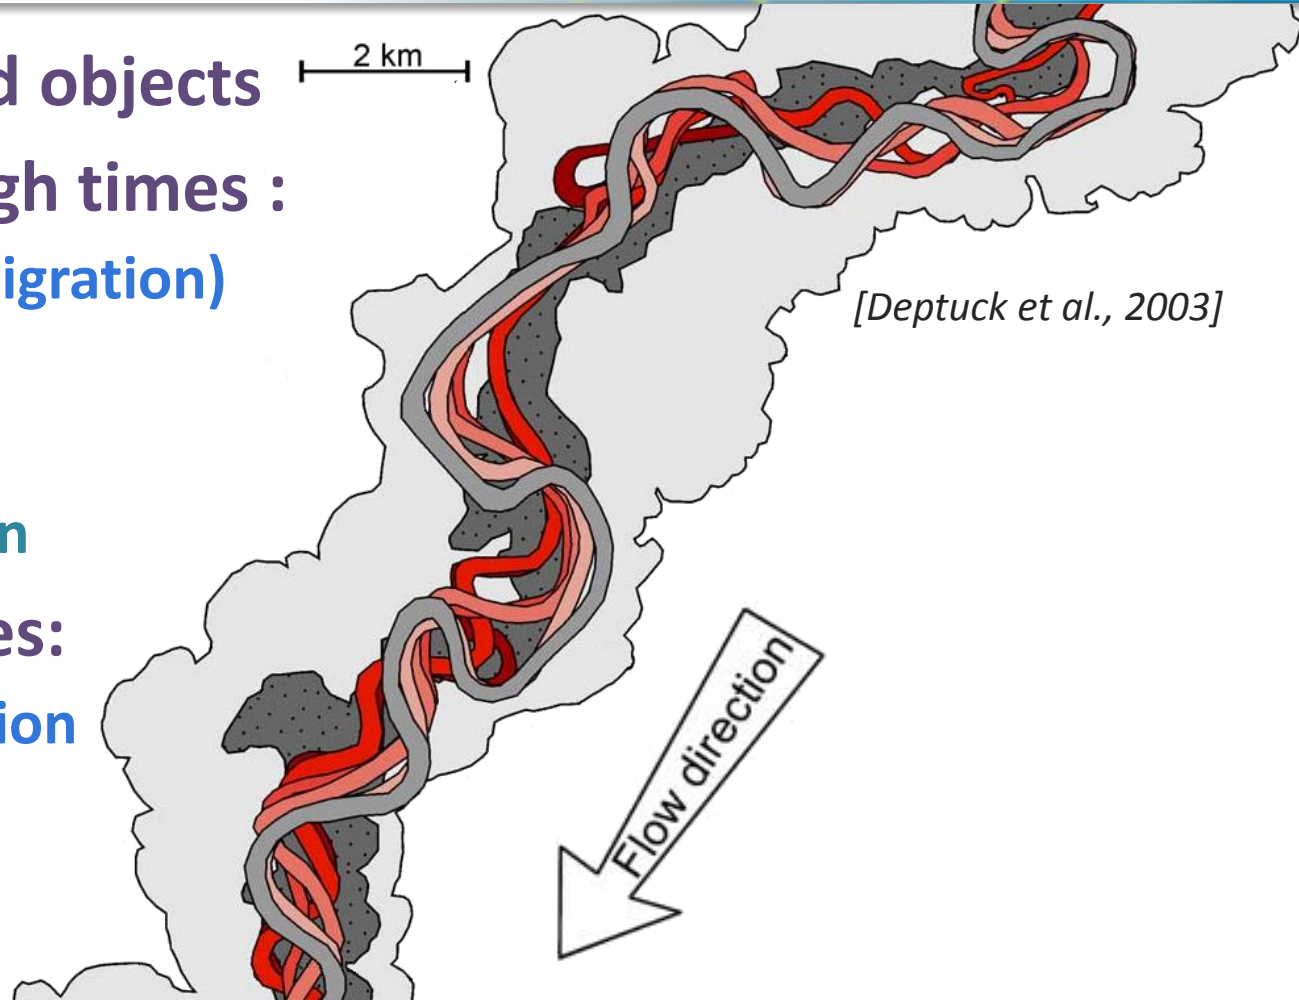 d objects
2 km
gh times :
igration)
[Deptuck et al., 2003]
n
es:
ion
Flow direction